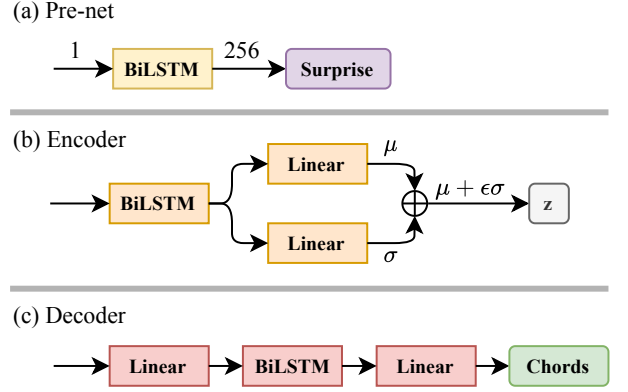 (a) Pre-net
1 BiLSTM 256 Surprise
(b) Encoder
Linear μ
BiLSTM μ + ϵσ z
Linear σ
(c) Decoder
Linear BiLSTM Linear Chords